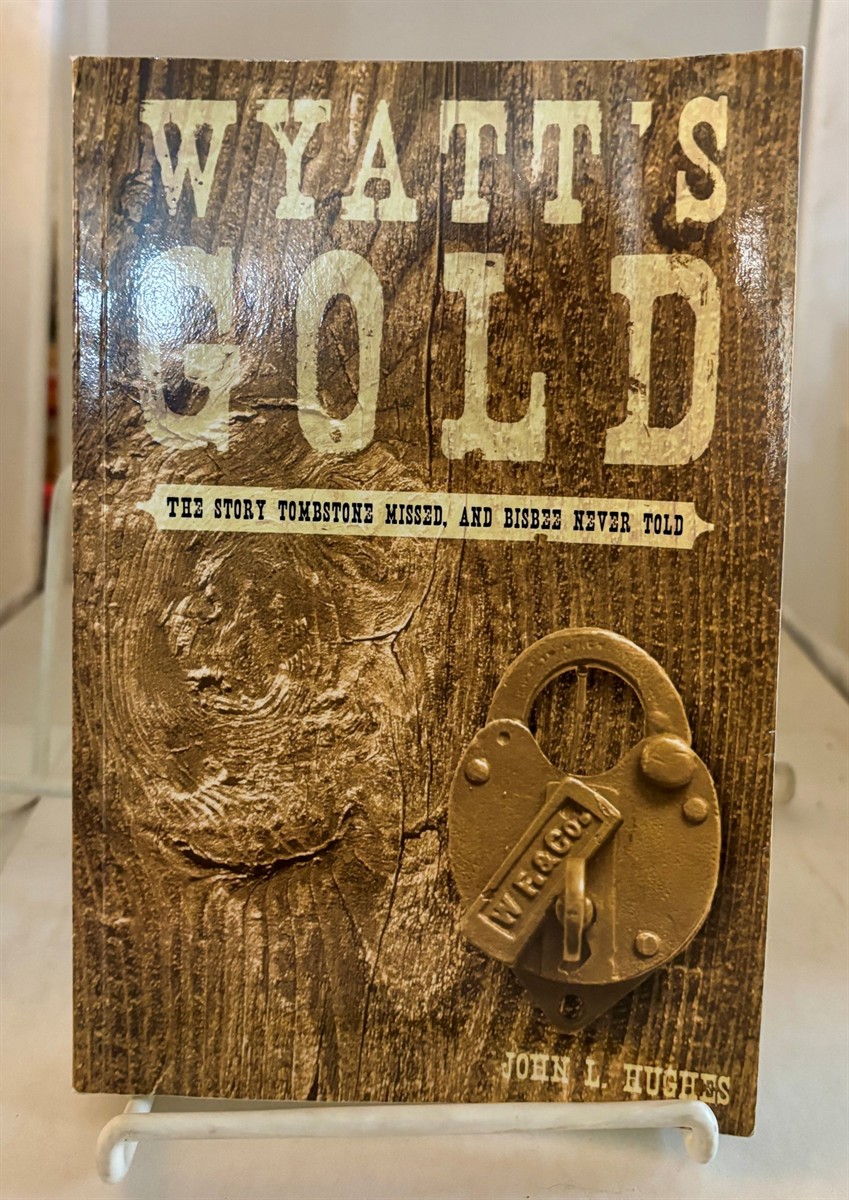 WYATT'S
GOLD
THE STORY TOMBSTONE MISSED, AND BISBEE NEVER TOLD
W F. & Co.
JOHN L. HUGHES